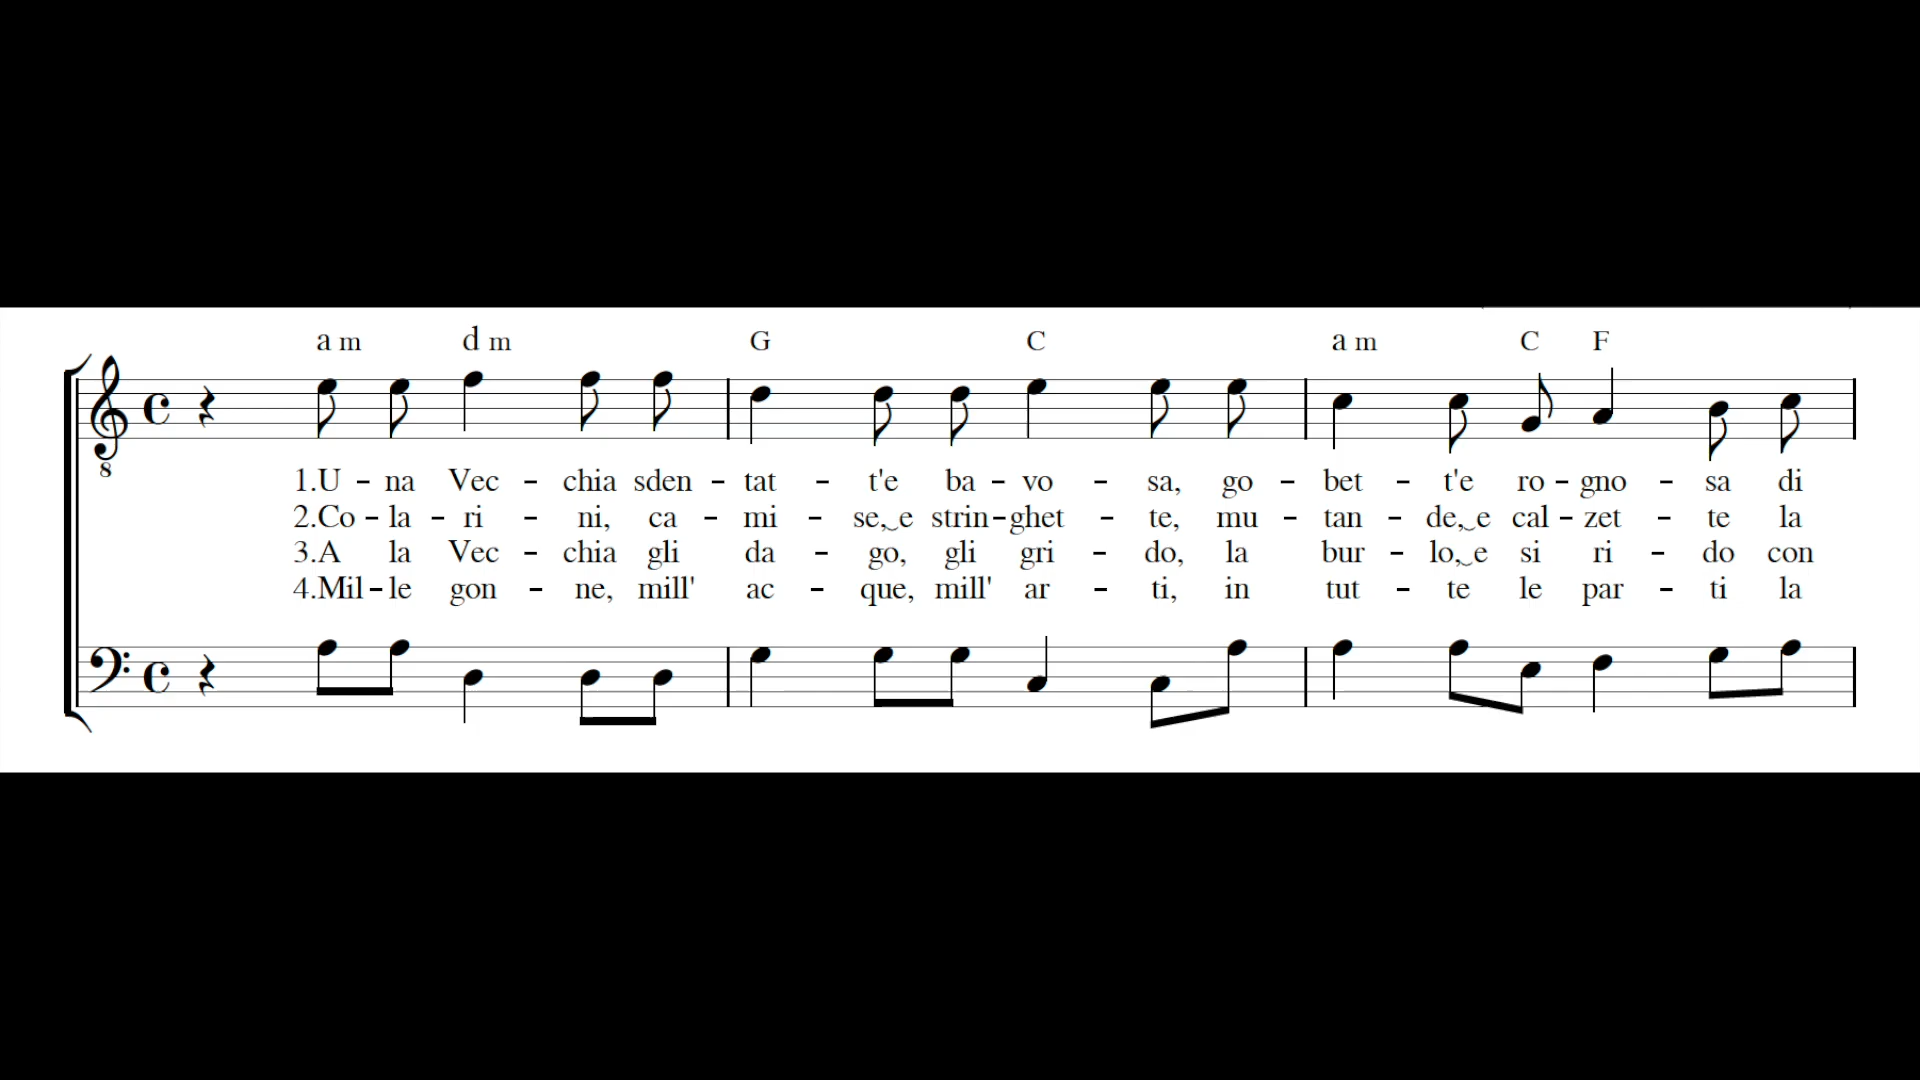 a m d m G C a m C F
8
1.U - na Vec - chia sden - tat - t'e ba - vo - sa, go - bet - t'e ro - gno - sa di
2.Co - la - ri - ni, ca - mi - se,‿e strin - ghet - te, mu - tan - de,‿e cal - zet - te la
3.A la Vec - chia gli da - go, gli gri - do, la bur - lo,‿e si ri - do con
4.Mil - le gon - ne, mill' ac - que, mill' ar - ti, in tut - te le par - ti la